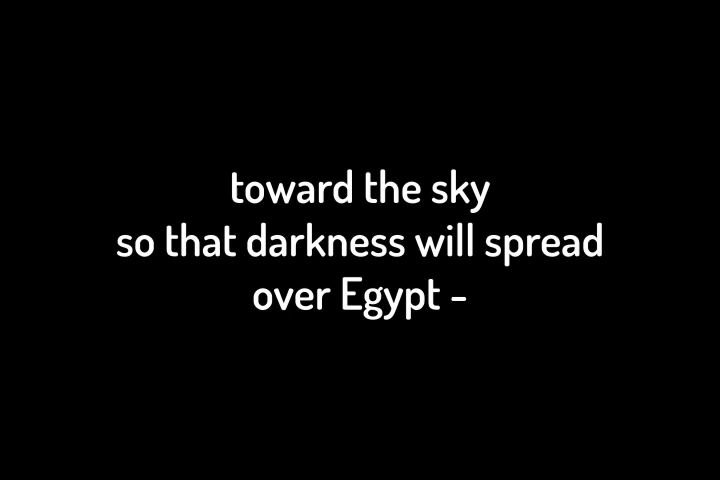 toward the sky
so that darkness will spread
over Egypt -